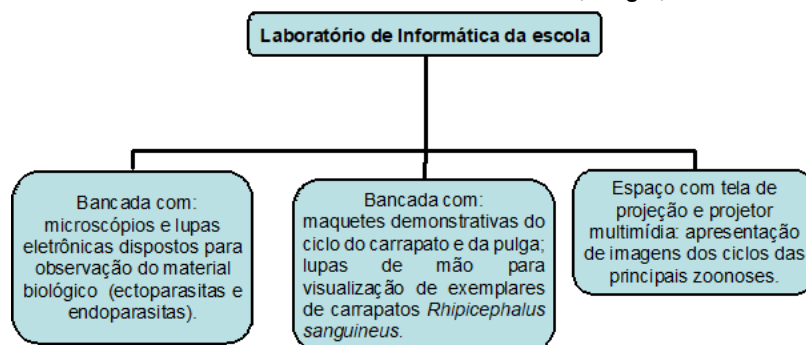 Laboratório de Informática da escola
Bancada com:
microscópios e lupas
eletrônicas dispostos para
observação do material
biológico (ectoparasitas e
endoparasitas).
Bancada com:
maquetes demonstrativas do
ciclo do carrapato e da pulga;
lupas de mão para
visualização de exemplares
de carrapatos Rhipicephalus
sanguineus.
Espaço com tela de
projeção e projetor
multimídia: apresentação
de imagens dos ciclos das
principais zoonoses.